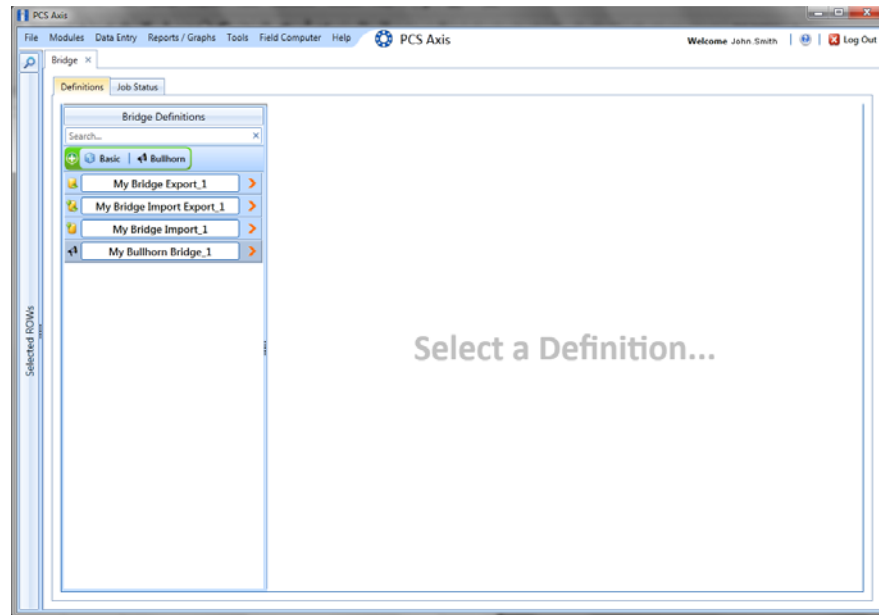 PCS Axis
File Modules Data Entry Reports / Graphs Tools Field Computer Help PCS Axis Welcome John.Smith | | Log Out
Bridge
Definitions Job Status
Bridge Definitions
Search...
Basic | Bullhorn
My Bridge Export_1
My Bridge Import Export_1
My Bridge Import_1
My Bullhorn Bridge_1
Selected ROWs
Select a Definition...